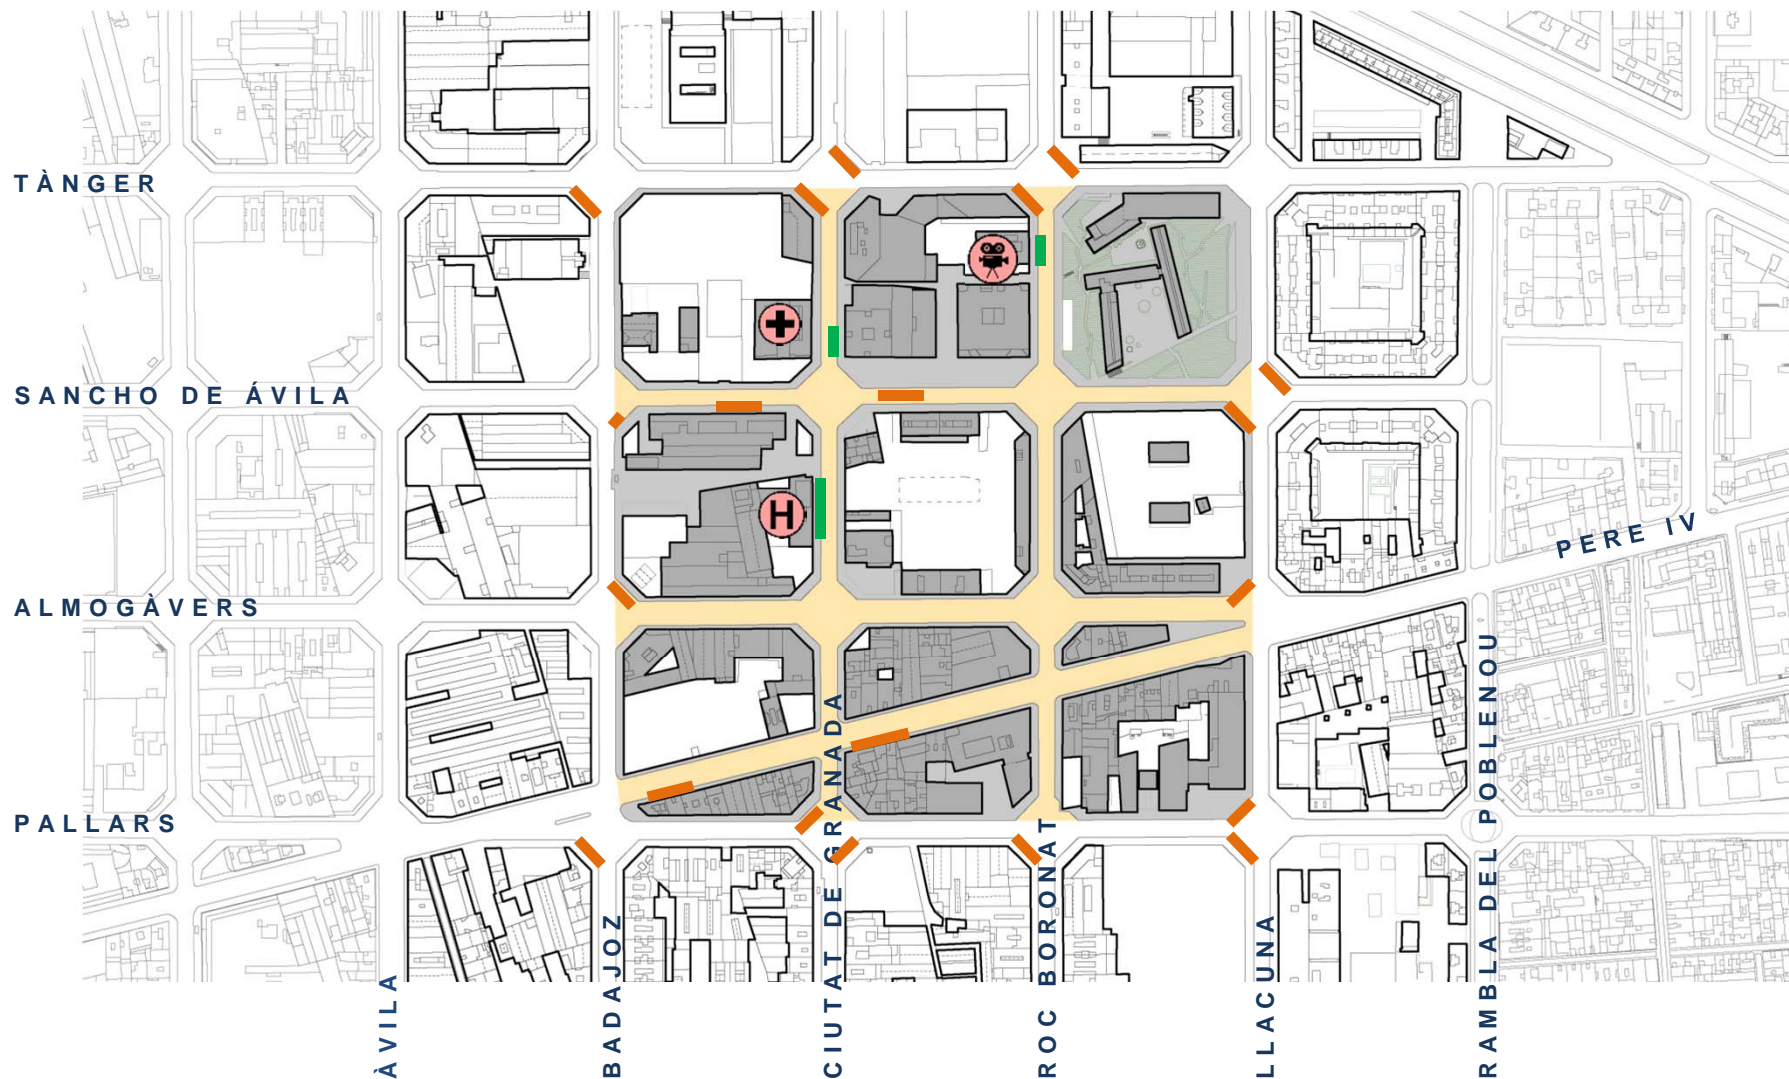 TÀNGER
SANCHO DE ÁVILA
H
PERE IV
ALMOGÀVERS
PALLARS
ÀVILA
BADAJOZ
CIUTAT DE GRANADA
ROC BORONAT
LLACUNA
RAMBLA DEL POBLENOU